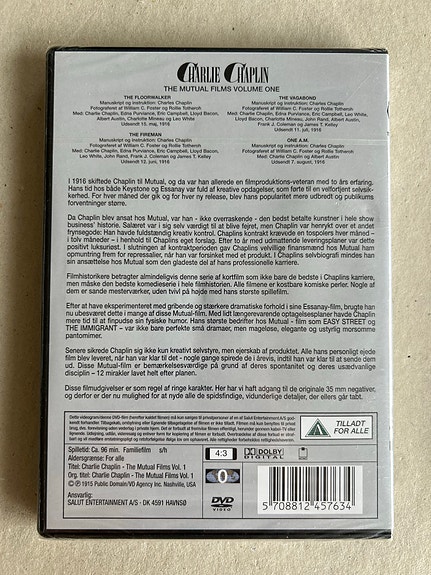 CHARLIE CHAPLIN
THE MUTUAL FILMS VOLUME ONE
THE FLOORWALKER
Manuskript og instruktion: Charles Chaplin
Fotograferet af William C. Foster og Rollie Totheroh
Med: Charlie Chaplin, Edna Purviance, Eric Campbell, Lloyd Bacon,
Albert Austin, Charlotte Mineau og Leo White.
Udsendt 15. maj, 1916
THE VAGABOND
Manuskript og instruktion: Charles Chaplin
Fotograferet af William C. Foster og Rollie Totheroh
Med: Charlie Chaplin, Edna Purviance, Eric Campbell, Leo White,
Lloyd Bacon, Charlotte Mineau, John Rand, Albert Austin,
Frank J. Coleman og James T. Kelley
Udsendt 11. juli, 1916
THE FIREMAN
Manuskript og instruktion: Charles Chaplin
Fotograferet af William C. Foster og Rollie Totheroh
Med: Charlie Chaplin, Edna Purviance, Eric Campbell, Lloyd Bacon,
Leo White, John Rand, Frank J. Coleman og James T. Kelley
Udsendt 12. juni, 1916
ONE A.M.
Manuskript og instruktion: Charles Chaplin
Fotograferet af William C. Foster og Rollie Totheroh
Med: Charlie Chaplin og Albert Austin
Udsendt 7. august, 1916
I 1916 skiftede Chaplin til Mutual, og da var han allerede en filmproduktions-veteran med to års erfaring.
Hans tid hos både Keystone og Essanay var fuld af kreative opdagelser, som førte til en velfortjent selvsik-
kerhed. For hver måned der gik og for hver ny release, blev hans popularitet mere udbredt og publikums
forventninger større.
Da Chaplin blev ansat hos Mutual, var han - ikke overraskende - den bedst betalte kunstner i hele show
business' historie. Salæret var i sig selv værdigt til at blive fejret, men Chaplin var henrykt over et andet
frynsegode: Han havde fuldstændig kreativ kontrol. Chaplins kontrakt krævede en tospolers hver måned -
i tolv måneder - i henhold til Chaplins eget forslag. Efter to år med udmattende leveringsplaner var dette
positivt luksuriøst. I slutningen af kontraktperioden gav Chaplins velvillige finansmænd hos Mutual ham
opmuntring frem for repressalier, når han var forsinket med et produkt. I Chaplins selvbiografi mindes han
sin ansættelse hos Mutual som den gladeste del af hans professionelle karriere.
Filmhistorikere betragter almindeligvis denne serie af kortfilm som ikke bare de bedste i Chaplins karriere,
men måske den bedste komedieserie i hele filmhistorien. Alle filmene er kostbare komiske perler. Nogle af
dem er sande mesterværker, uden tvivl på højde med hans største spillefilm.
Efter at have eksperimenteret med gribende og stærkere dramatiske forhold i sine Essanay-film, brugte han
nu ubesværet dette i mange af disse Mutual-film. Med lidt længerevarende optagelsesplaner havde Chaplin
mere tid til at finpudse sin fysiske humor. Hans største bedrifter hos Mutual - film som EASY STREET og
THE IMMIGRANT – var ikke bare perfekte små dramaer, men mageløse, elegante og ustyrlig morsomme
pantomimer.
Senere sikrede Chaplin sig ikke kun kreativt selvstyre, men ejerskab af produktet. Alle hans personligt ejede
film blev leveret, når han var klar til det - nogle gange spirede de i årevis, indtil han var klar til at sende dem
ud. Disse Mutual-film er bemærkelsesværdige på grund af deres spontanitet og deres usædvanlige
disciplin – 12 mirakler lavet helt efter planen.
Disse filmudgivelser er som regel af ringe karakter. Her har vi haft adgang til de originale 35 mm negativer,
og derfor er der nu mulighed for at nyde alle de spidsfindige, vidunderlige detaljer, der ellers går tabt.
TILLADT
FOR ALLE
Spilletid: Ca. 96 min. Familiefilm s/h
Aldersgrænse: For alle
Titel: Charlie Chaplin - The Mutual Films Vol. 1
Org. titel: Charlie Chaplin - The Mutual Films Vol. 1
© Ⓟ 1915 Public Domain/VD Agency Inc. Nashville, USA
Ansvarlig:
SALUT ENTERTAINMENT A/S - DK 4591 HAVNSØ
4:3
DOLBY
DIGITAL
0
DVD
VIDEO
5 708812 457634